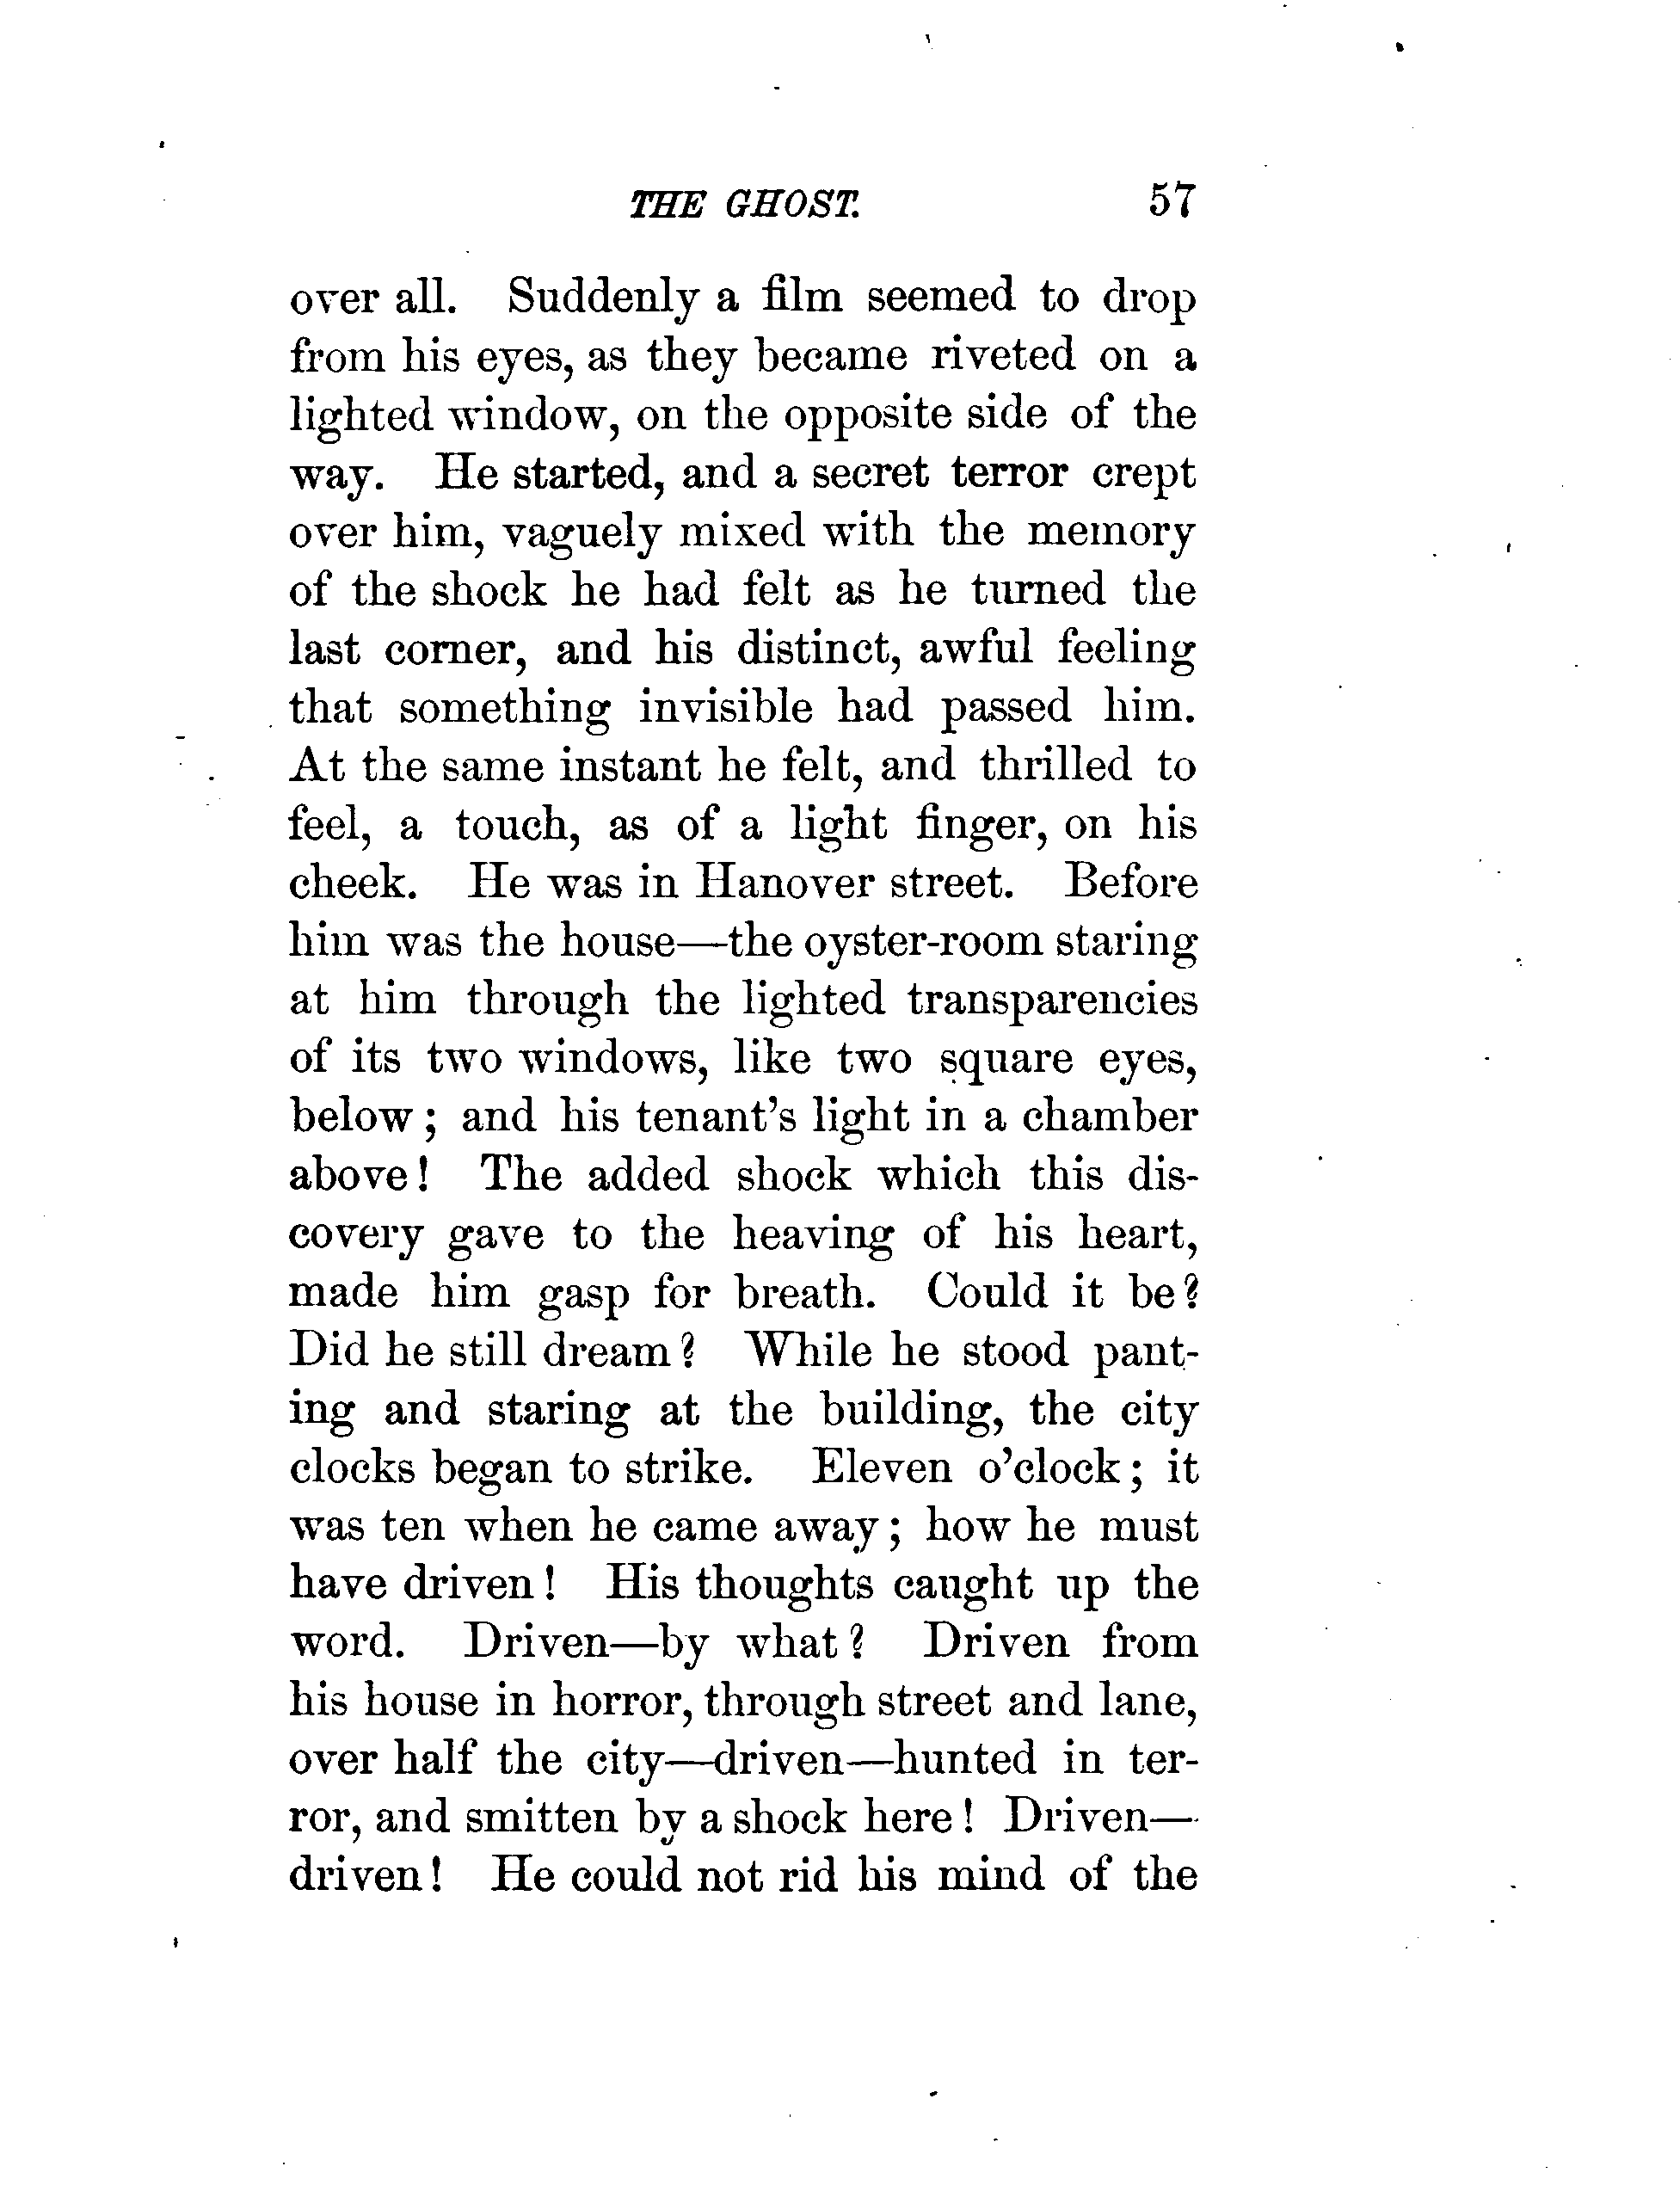 THE GHOST. 57
over all. Suddenly a film seemed to drop
from his eyes, as they became riveted on a
lighted window, on the opposite side of the
way. He started, and a secret terror crept
over him, vaguely mixed with the memory
of the shock he had felt as he turned the
last corner, and his distinct, awful feeling
that something invisible had passed him.
At the same instant he felt, and thrilled to
feel, a touch, as of a light finger, on his
cheek. He was in Hanover street. Before
him was the house—the oyster-room staring
at him through the lighted transparencies
of its two windows, like two square eyes,
below; and his tenant's light in a chamber
above! The added shock which this dis-
covery gave to the heaving of his heart,
made him gasp for breath. Could it be?
Did he still dream? While he stood pant-
ing and staring at the building, the city
clocks began to strike. Eleven o'clock; it
was ten when he came away; how he must
have driven! His thoughts caught up the
word. Driven—by what? Driven from
his house in horror, through street and lane,
over half the city—driven—hunted in ter-
ror, and smitten by a shock here! Driven—
driven! He could not rid his mind of the